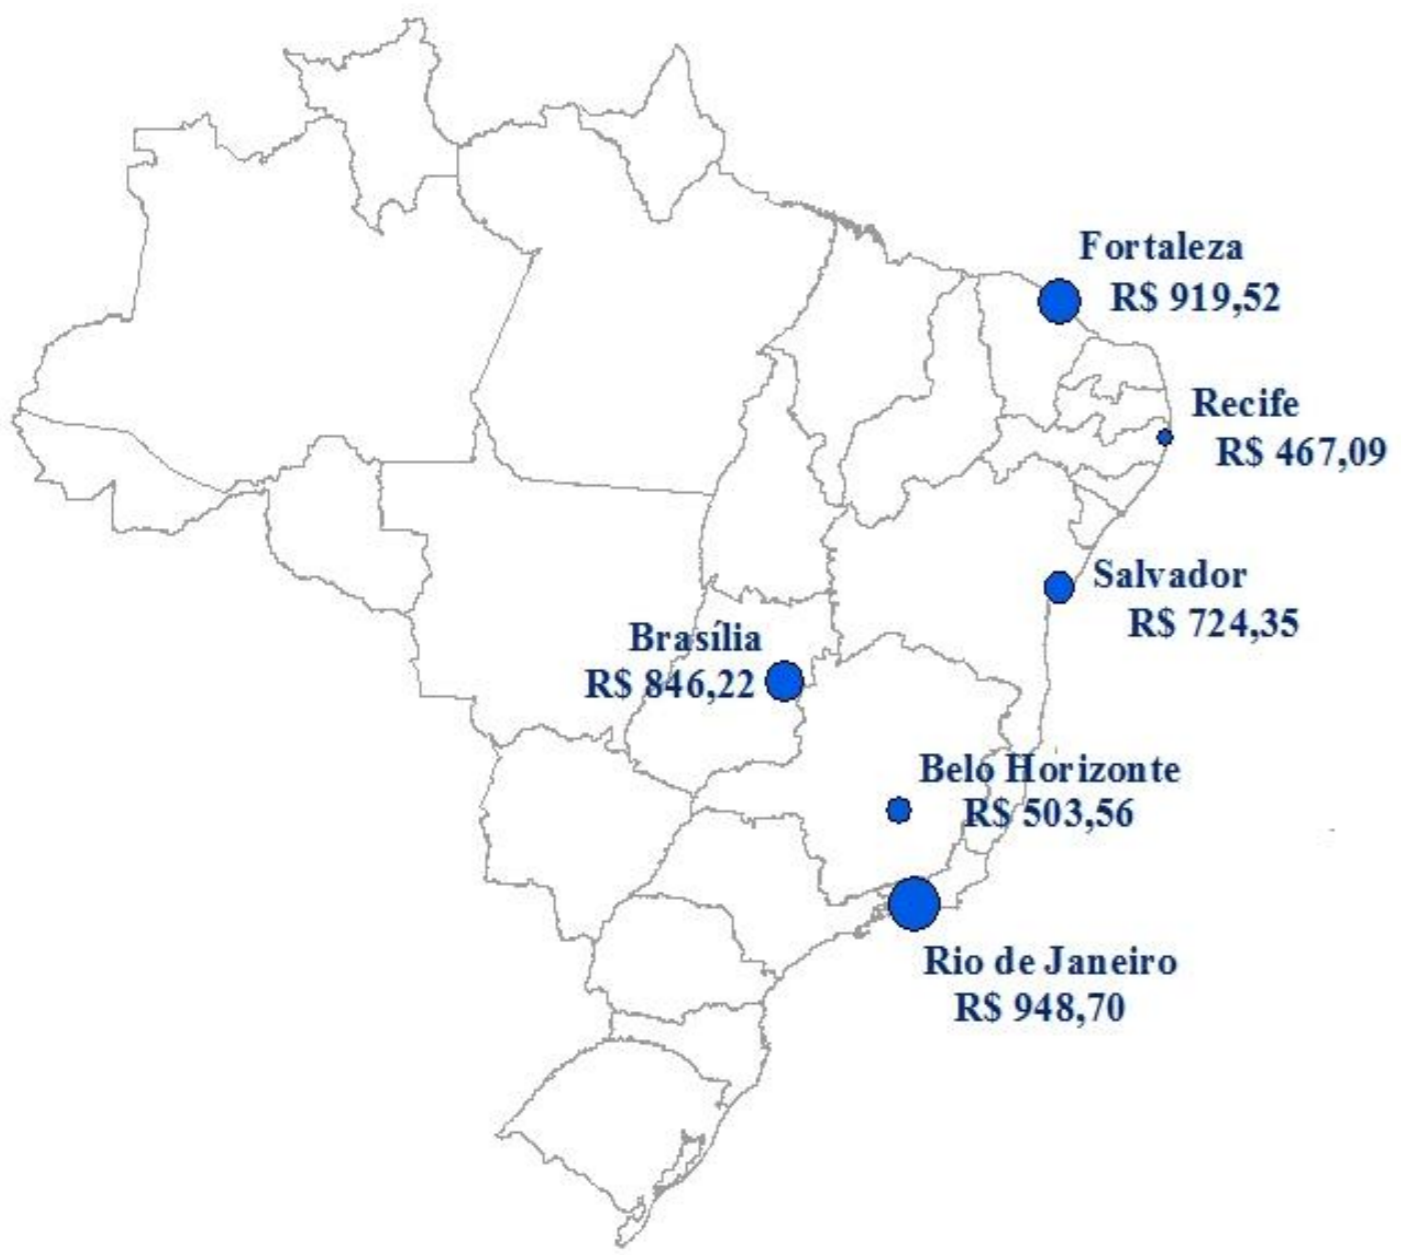 Fortaleza
R$ 919,52
Recife
R$ 467,09
Salvador
R$ 724,35
Brasília
R$ 846,22
Belo Horizonte
R$ 503,56
Rio de Janeiro
R$ 948,70